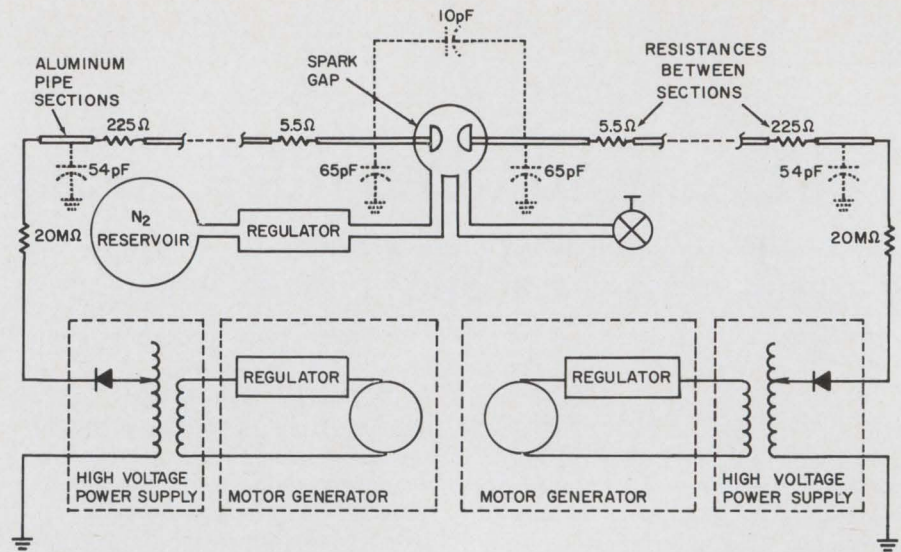 10pF
ALUMINUM
PIPE
SECTIONS
SPARK
GAP
RESISTANCES
BETWEEN
SECTIONS
225Ω
5.5Ω
5.5Ω
225Ω
54pF
65pF
65pF
54pF
20MΩ
N2
RESERVOIR
REGULATOR
20MΩ
REGULATOR
REGULATOR
HIGH VOLTAGE
POWER SUPPLY
MOTOR GENERATOR
MOTOR GENERATOR
HIGH VOLTAGE
POWER SUPPLY